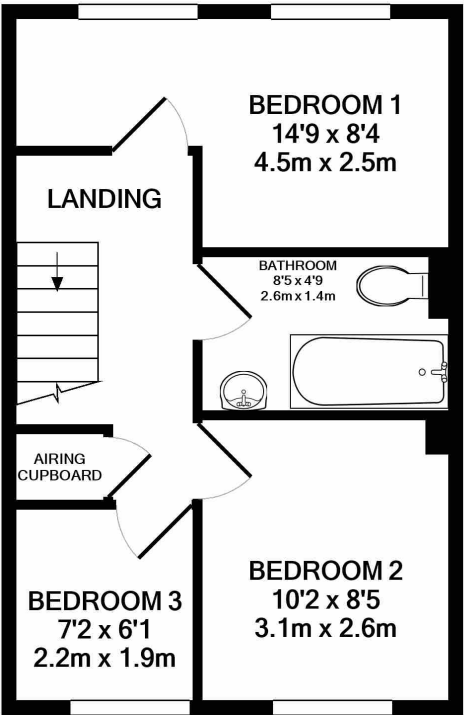 BEDROOM 1
14'9 x 8'4
4.5m x 2.5m
LANDING
BATHROOM
8'5 x 4'9
2.6m x 1.4m
AIRING
CUPBOARD
BEDROOM 2
10'2 x 8'5
3.1m x 2.6m
BEDROOM 3
7'2 x 6'1
2.2m x 1.9m